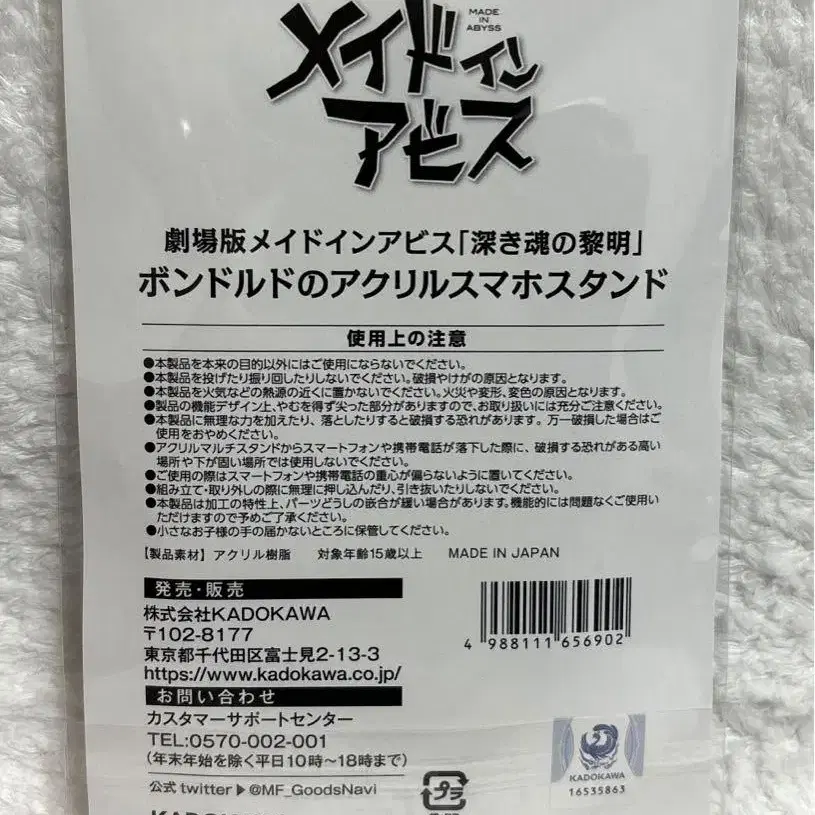 MADE
IN
ABYSS
メイドイン
アビス
劇場版メイドインアビス「深き魂の黎明」
ボンドルドのアクリルスマホスタンド
使用上の注意
●本製品を本来の目的以外にはご使用にならないでください。
●本製品を投げたり振り回したりしないでください。破損やけがの原因となります。
●本製品を火気などの熱源の近くに置かないでください。火災や変形、変色の原因となります。
●製品の機能デザイン上、やむを得ず尖った部分がありますので、お取り扱いには充分ご注意ください。
●本製品に無理な力を加えたり、落としたりすると破損する恐れがあります。万一破損した場合はご
使用をおやめください。
●アクリルマルチスタンドからスマートフォンや携帯電話が落下した際に、破損する恐れがある高い
場所や下が固い場所では使用しないでください。
●ご使用の際はスマートフォンや携帯電話の重心が偏らないように置いてください。
●組み立て・取り外しの際に無理に押し込んだり、引き抜いたりしないでください。
●本製品は加工の特性上、パーツどうしの嵌合が緩い場合があります。機能的には問題なくご使用い
ただけますので予めご了承ください。
●小さなお子様の手の届かないところに保管してください。
【製品素材】アクリル樹脂 対象年齢15歳以上 MADE IN JAPAN
発売・販売
株式会社KADOKAWA
〒102-8177
東京都千代田区富士見2-13-3
https://www.kadokawa.co.jp/
お問い合わせ
カスタマーサポートセンター
TEL:0570-002-001
(年末年始を除く平日10時～18時まで)
公式 twitter▶@MF_GoodsNavi
4 988111 656902
プラ
KADOKAWA
16535863